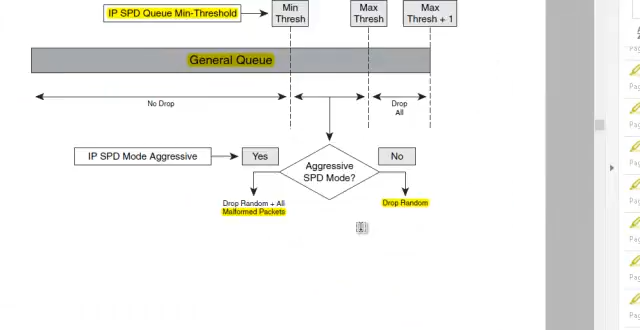 IP SPD Queue Min-Threshold
Min
Thresh
Max
Thresh
Max
Thresh + 1
General Queue
No Drop
Drop
All
IP SPD Mode Aggressive
Yes
Aggressive
SPD Mode?
No
Drop Random + All
Malformed Packets
Drop Random